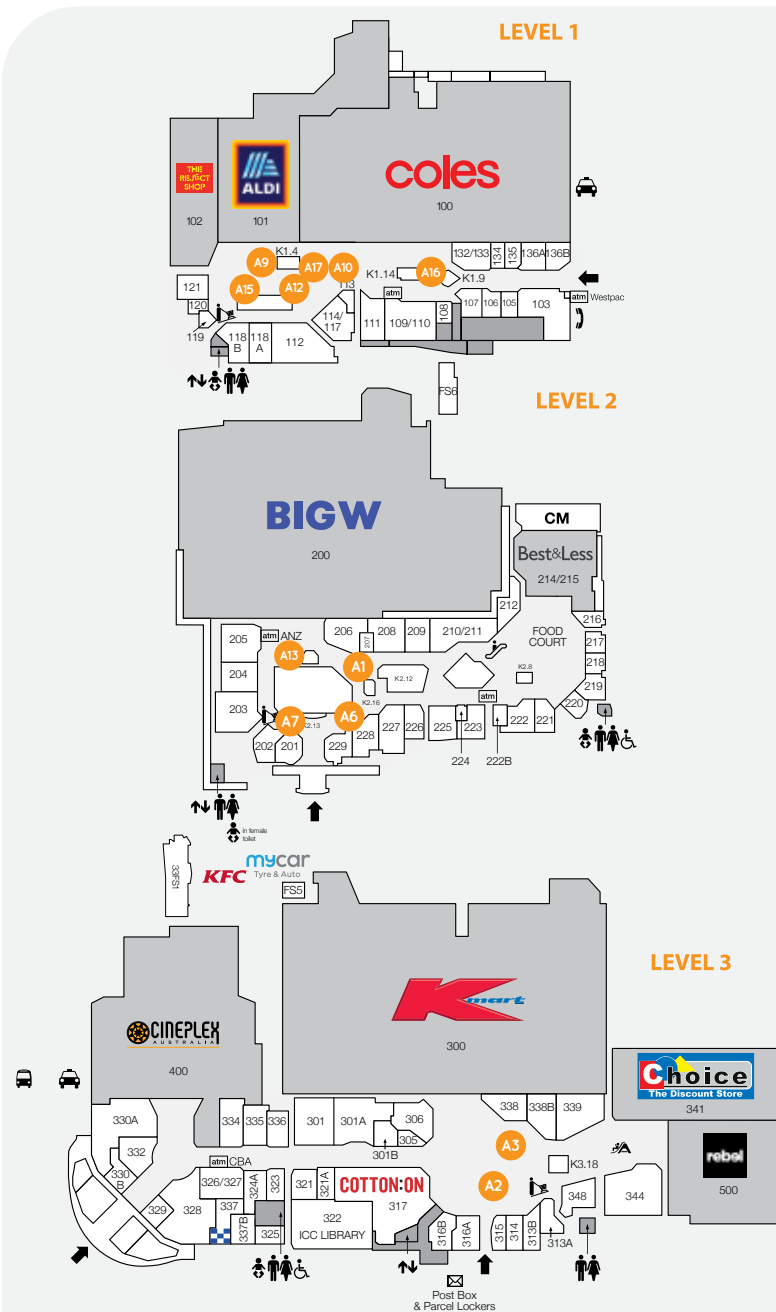 LEVEL 1
THE
REJECT
SHOP
102
ALDI
101
coles
100
A9
K1.4
A17
A10
A15
A12
113
K1.14
A16
K1.9
132/133
134
135
136A
136B
121
120
119
118
B
118
A
112
114/
117
111
atm
109/110
108
107
106
105
103
atm
Westpac
FS6
LEVEL 2
BIGW
200
CM
Best&Less
214/215
212
216
FOOD
COURT
217
218
219
220
205
atm
ANZ
206
207
208
209
210/211
204
A13
A1
K2.12
K2.8
203
K2.16
atm
A7
K2.13
A6
202
201
229
228
227
226
225
223
222
221
224
222B
in female
toilet
33FS1
KFC
mycar
Tyre & Auto
FS5
LEVEL 3
CINEPLEX
AUSTRALIA
400
Kmart
300
Choice
The Discount Store
341
rebel
500
330A
334
335
336
301
301A
306
305
301B
338
338B
339
332
330
B
A3
K3.18
atm
CBA
326/327
324A
323
321
321A
COTTON:ON
317
A2
348
344
329
328
337
337B
325
322
ICC LIBRARY
316B
316A
315
314
313B
313A
Post Box
& Parcel Lockers